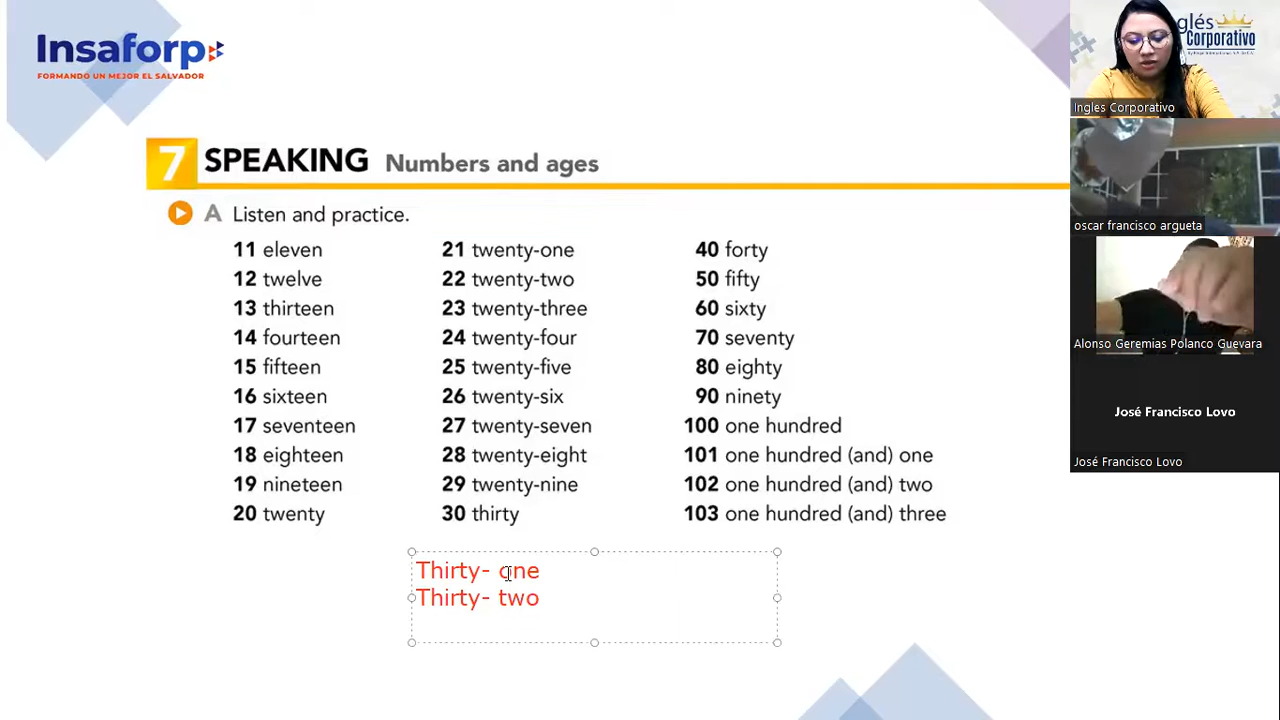 Insaforp
FORMANDO UN MEJOR EL SALVADOR
7 SPEAKING Numbers and ages
A Listen and practice.
11 eleven
12 twelve
13 thirteen
14 fourteen
15 fifteen
16 sixteen
17 seventeen
18 eighteen
19 nineteen
20 twenty
21 twenty-one
22 twenty-two
23 twenty-three
24 twenty-four
25 twenty-five
26 twenty-six
27 twenty-seven
28 twenty-eight
29 twenty-nine
30 thirty
40 forty
50 fifty
60 sixty
70 seventy
80 eighty
90 ninety
100 one hundred
101 one hundred (and) one
102 one hundred (and) two
103 one hundred (and) three
Thirty- one
Thirty- two
glés
Corporativo
Ingles Corporativo
oscar francisco argueta
Alonso Geremias Polanco Guevara
José Francisco Lovo
José Francisco Lovo